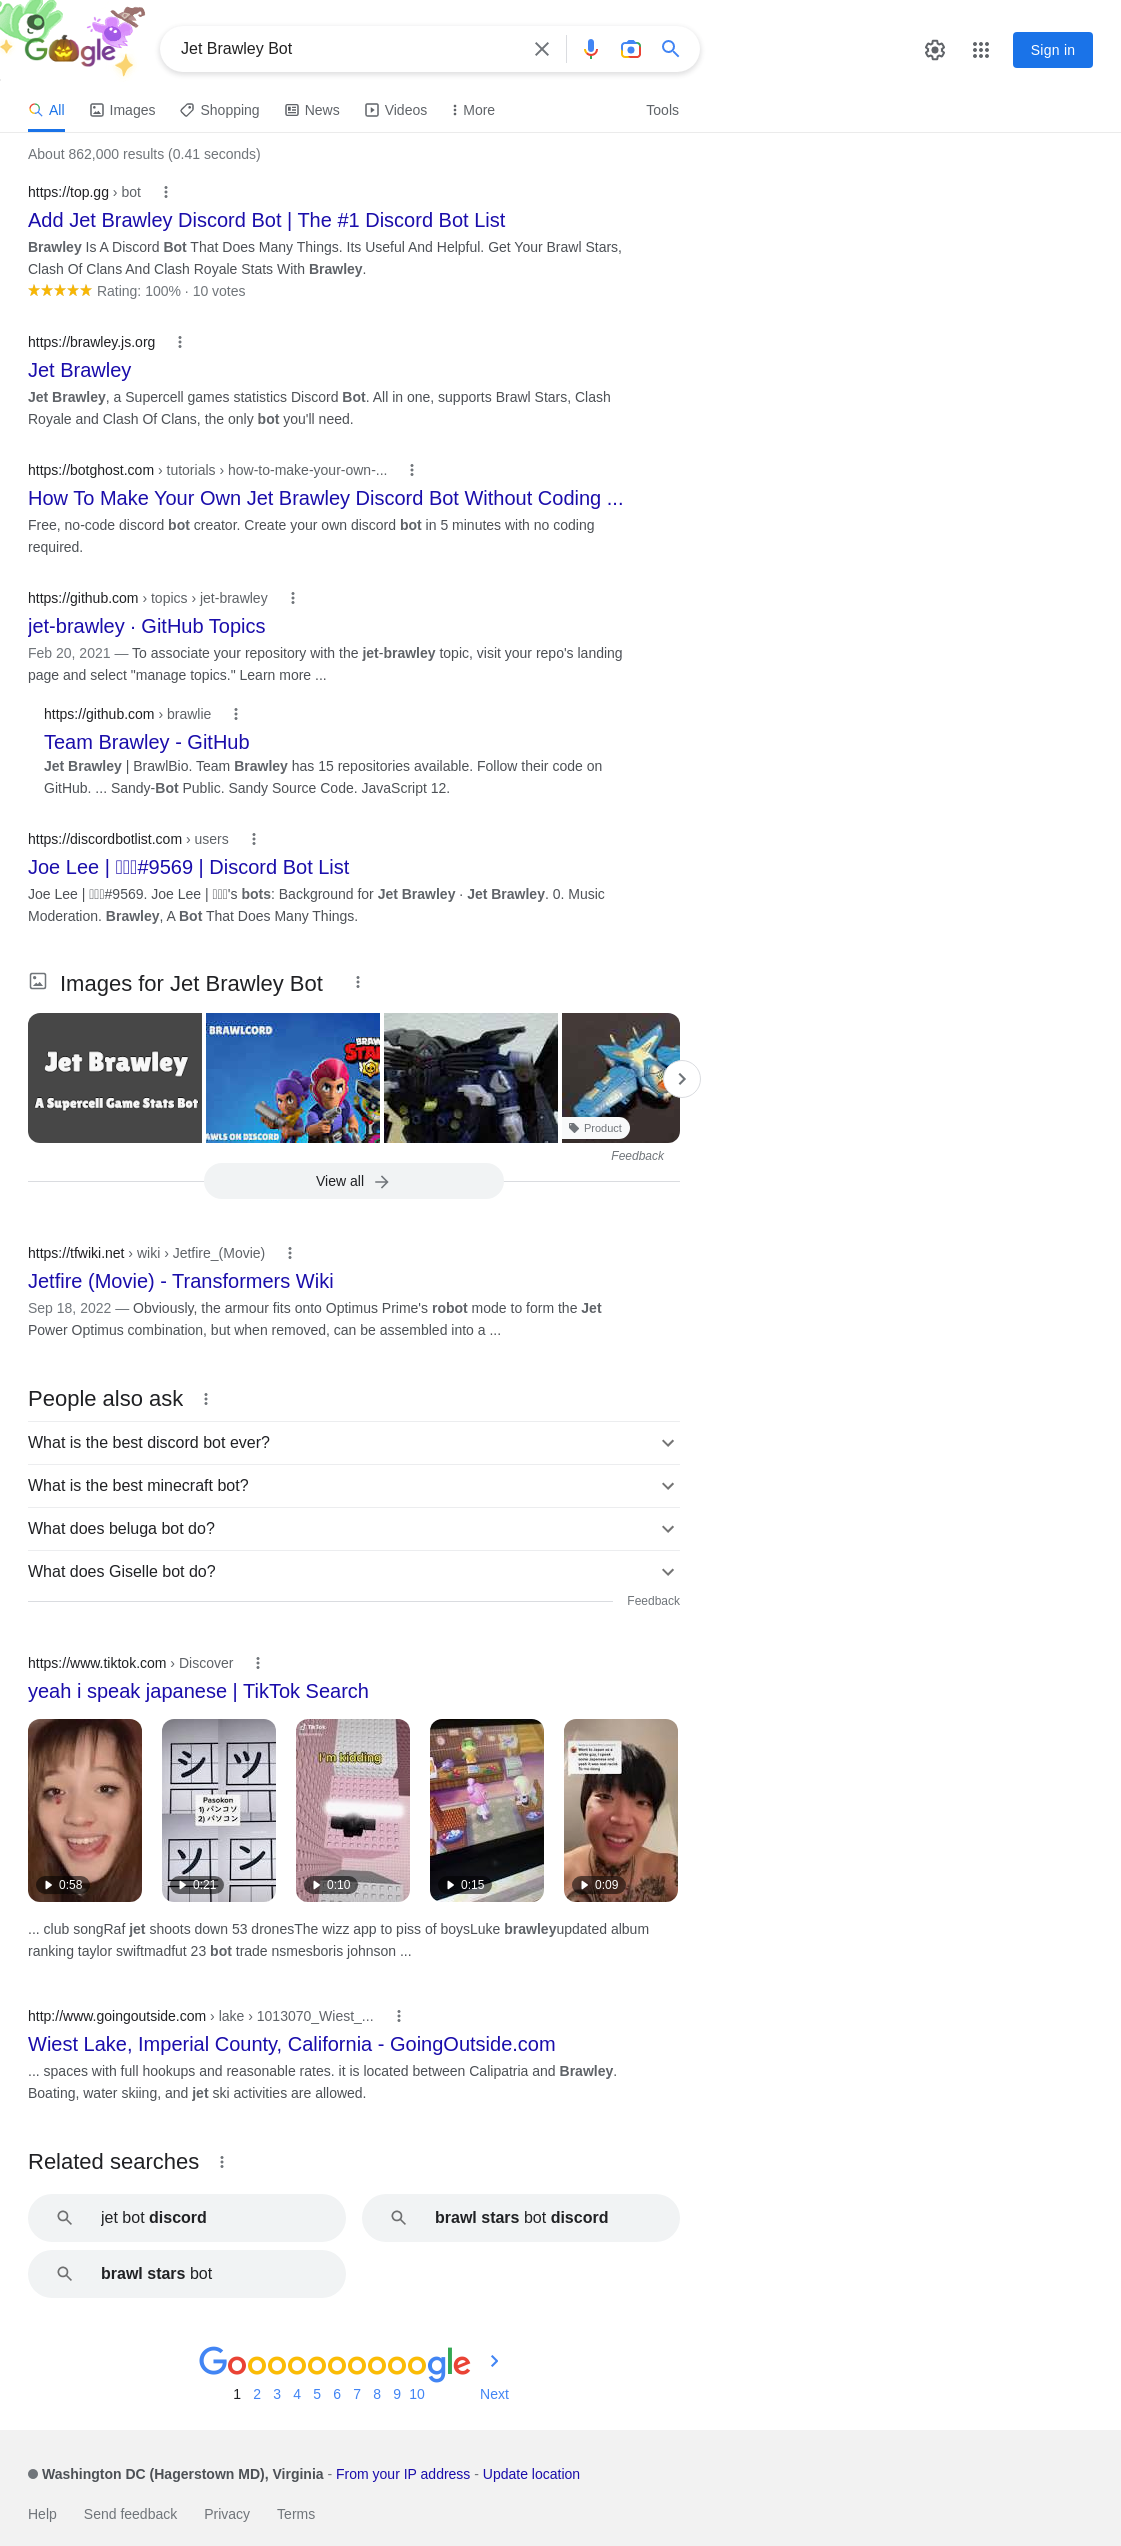 Google
Jet Brawley Bot
Sign in
All
Images
Shopping
News
Videos
More
Tools
About 862,000 results (0.41 seconds)
https://top.gg › bot
Add Jet Brawley Discord Bot | The #1 Discord Bot List
Brawley Is A Discord Bot That Does Many Things. Its Useful And Helpful. Get Your Brawl Stars,
Clash Of Clans And Clash Royale Stats With Brawley.
Rating: 100% · 10 votes
https://brawley.js.org
Jet Brawley
Jet Brawley, a Supercell games statistics Discord Bot. All in one, supports Brawl Stars, Clash
Royale and Clash Of Clans, the only bot you'll need.
https://botghost.com › tutorials › how-to-make-your-own-...
How To Make Your Own Jet Brawley Discord Bot Without Coding ...
Free, no-code discord bot creator. Create your own discord bot in 5 minutes with no coding
required.
https://github.com › topics › jet-brawley
jet-brawley · GitHub Topics
Feb 20, 2021 — To associate your repository with the jet-brawley topic, visit your repo's landing
page and select "manage topics." Learn more ...
https://github.com › brawlie
Team Brawley - GitHub
Jet Brawley | BrawlBio. Team Brawley has 15 repositories available. Follow their code on
GitHub. ... Sandy-Bot Public. Sandy Source Code. JavaScript 12.
https://discordbotlist.com › users
Joe Lee | #9569 | Discord Bot List
Joe Lee | #9569. Joe Lee | 's bots: Background for Jet Brawley · Jet Brawley. 0. Music
Moderation. Brawley, A Bot That Does Many Things.
Images for Jet Brawley Bot
Jet Brawley
A Supercell Game Stats Bot
BRAWLCORD
BRAW
STA
AWLS ON DISCORD
Product
Feedback
View all
https://tfwiki.net › wiki › Jetfire_(Movie)
Jetfire (Movie) - Transformers Wiki
Sep 18, 2022 — Obviously, the armour fits onto Optimus Prime's robot mode to form the Jet
Power Optimus combination, but when removed, can be assembled into a ...
People also ask
What is the best discord bot ever?
What is the best minecraft bot?
What does beluga bot do?
What does Giselle bot do?
Feedback
https://www.tiktok.com › Discover
yeah i speak japanese | TikTok Search
0:58
シ ツ
Pasokon
1) パンコソ
2) パソコン
ソ ン
0:21
TikTok
I'm kidding
0:10
0:15
0:09
... club songRaf jet shoots down 53 dronesThe wizz app to piss of boysLuke brawleyupdated album
ranking taylor swiftmadfut 23 bot trade nsmesboris johnson ...
http://www.goingoutside.com › lake › 1013070_Wiest_...
Wiest Lake, Imperial County, California - GoingOutside.com
... spaces with full hookups and reasonable rates. it is located between Calipatria and Brawley.
Boating, water skiing, and jet ski activities are allowed.
Related searches
jet bot discord
brawl stars bot discord
brawl stars bot
Goooooooooogle
1 2 3 4 5 6 7 8 9 10 Next
Washington DC (Hagerstown MD), Virginia - From your IP address - Update location
Help Send feedback Privacy Terms